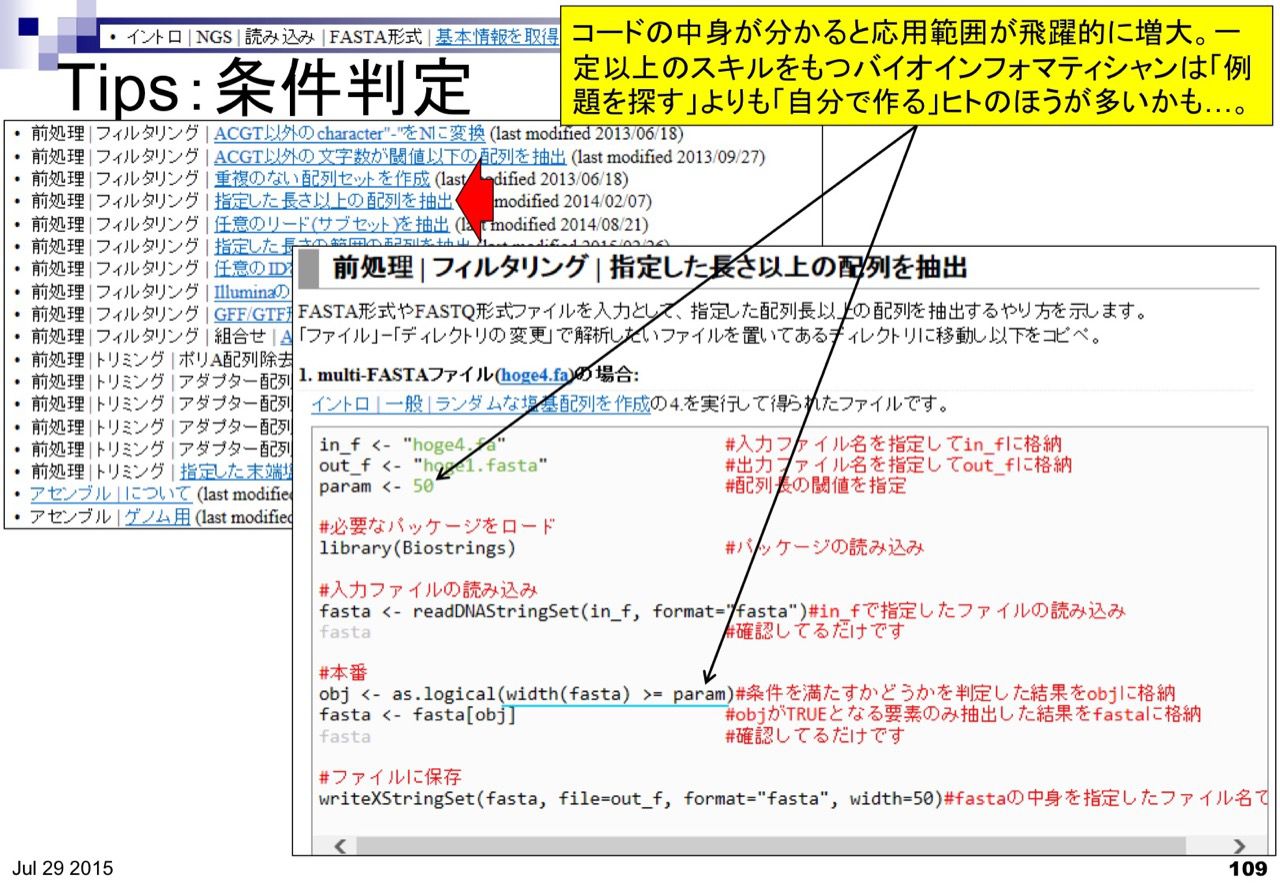 • イントロ | NGS | 読み込み | FASTA形式 | 基本情報を取得
コードの中身が分かると応用範囲が飛躍的に増大。一
定以上のスキルをもつバイオインフォマティシャンは「例
題を探す」よりも「自分で作る」ヒトのほうが多いかも…。
Tips：条件判定
• 前処理 | フィルタリング | ACGT以外のcharacter"-"をNに変換 (last modified 2013/06/18)
• 前処理 | フィルタリング | ACGT以外の文字数が閾値以下の配列を抽出 (last modified 2013/09/27)
• 前処理 | フィルタリング | 重複のない配列セットを作成 (last modified 2013/06/18)
• 前処理 | フィルタリング | 指定した長さ以上の配列を抽出 modified 2014/02/07)
• 前処理 | フィルタリング | 任意のリード(サブセット)を抽出 (last modified 2014/08/21)
• 前処理 | フィルタリング | 指定した長さの範囲の配列を抽出 (last modified 2015/02/26)
• 前処理 | フィルタリング | 任意のID
• 前処理 | フィルタリング | Illuminaの
• 前処理 | フィルタリング | GFF/GTF
• 前処理 | フィルタリング | 組合せ | A
• 前処理 | トリミング | ポリA配列除去
• 前処理 | トリミング | アダプター配列
• 前処理 | トリミング | アダプター配列
• 前処理 | トリミング | アダプター配列
• 前処理 | トリミング | アダプター配列
• 前処理 | トリミング | 指定した末端塩
• アセンブル | について (last modified
• アセンブル | ゲノム用 (last modified
前処理 | フィルタリング | 指定した長さ以上の配列を抽出
FASTA形式やFASTQ形式ファイルを入力として、指定した配列長以上の配列を抽出するやり方を示します。
「ファイル」－「ディレクトリの変更」で解析したいファイルを置いてあるディレクトリに移動し以下をコピペ。
1. multi-FASTAファイル(hoge4.fa)の場合:
イントロ | 一般 | ランダムな塩基配列を作成の4.を実行して得られたファイルです。
in_f <- "hoge4.fa" #入力ファイル名を指定してin_fに格納
out_f <- "hoge1.fasta" #出力ファイル名を指定してout_fに格納
param <- 50 #配列長の閾値を指定
#必要なパッケージをロード
library(Biostrings) #パッケージの読み込み
#入力ファイルの読み込み
fasta <- readDNAStringSet(in_f, format="fasta")#in_fで指定したファイルの読み込み
fasta #確認してるだけです
#本番
obj <- as.logical(width(fasta) >= param)#条件を満たすかどうかを判定した結果をobjに格納
fasta <- fasta[obj] #objがTRUEとなる要素のみ抽出した結果をfastaに格納
fasta #確認してるだけです
#ファイルに保存
writeXStringSet(fasta, file=out_f, format="fasta", width=50)#fastaの中身を指定したファイル名で
Jul 29 2015
109